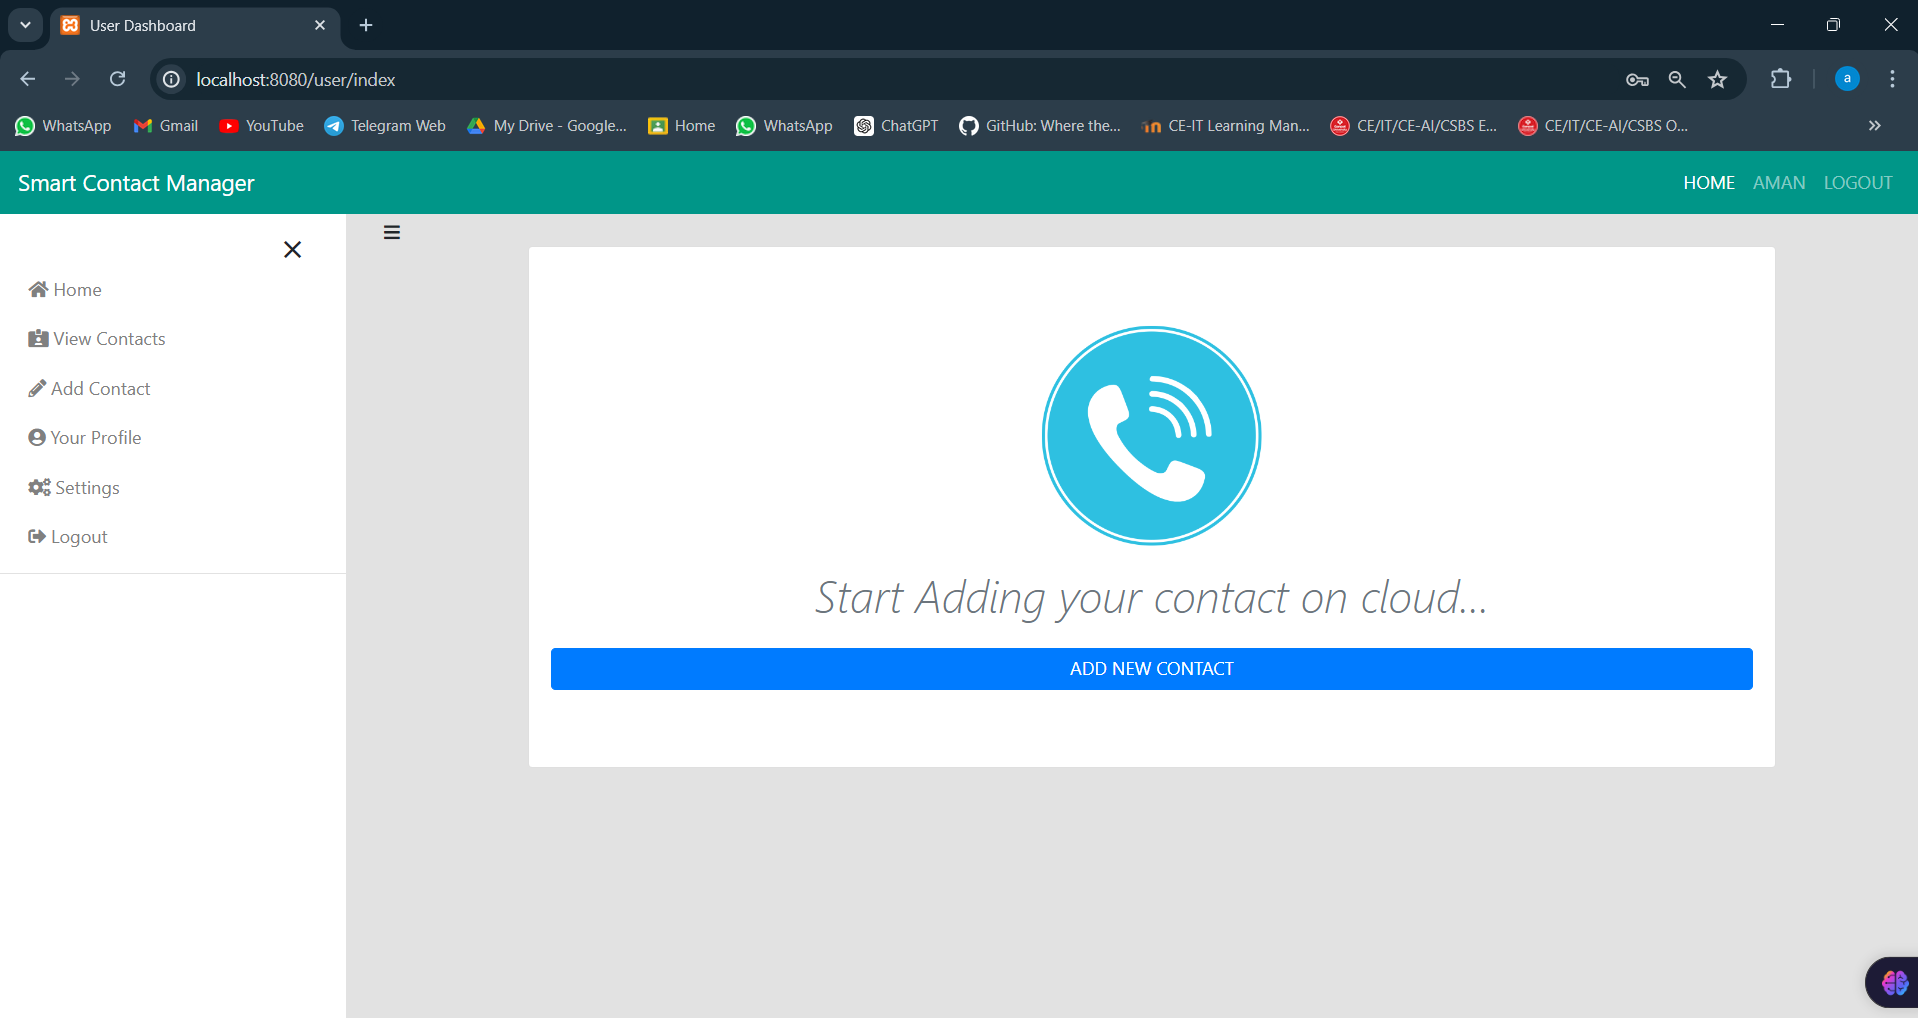 User Dashboard
localhost:8080/user/index
a
WhatsApp Gmail YouTube Telegram Web My Drive - Google... Home WhatsApp ChatGPT GitHub: Where the... CE-IT Learning Man... CE/IT/CE-AI/CSBS E... CE/IT/CE-AI/CSBS O...
Smart Contact Manager HOME AMAN LOGOUT
Home
View Contacts
Add Contact
Your Profile
Settings
Logout
Start Adding your contact on cloud...
ADD NEW CONTACT